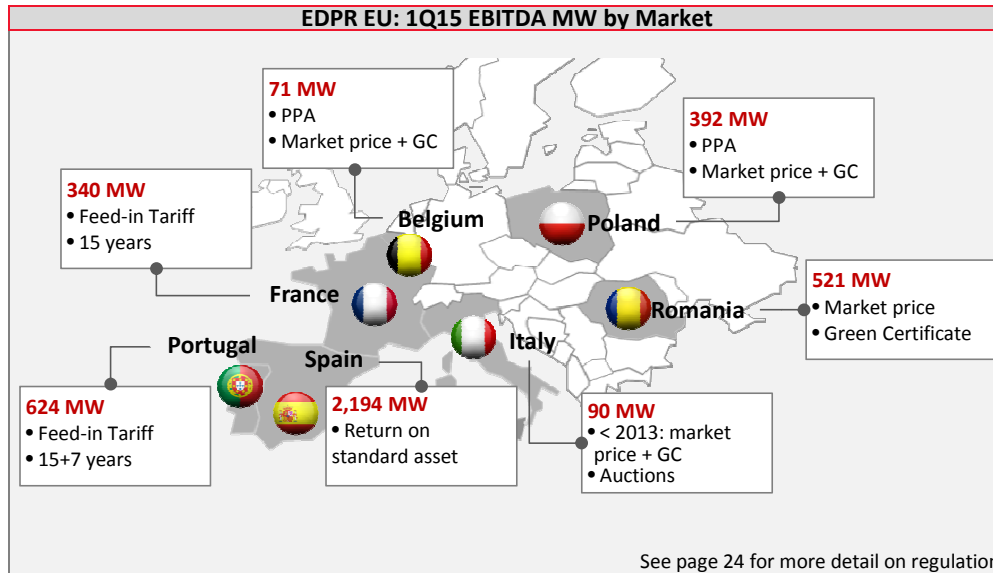 EDPR EU: 1Q15 EBITDA MW by Market
71 MW
• PPA
• Market price + GC
392 MW
• PPA
• Market price + GC
340 MW
• Feed-in Tariff
• 15 years
Belgium
Poland
France
521 MW
• Market price
• Green Certificate
Romania
Italy
Portugal
Spain
624 MW
• Feed-in Tariff
• 15+7 years
2,194 MW
• Return on
standard asset
90 MW
• < 2013: market
price + GC
• Auctions
See page 24 for more detail on regulation